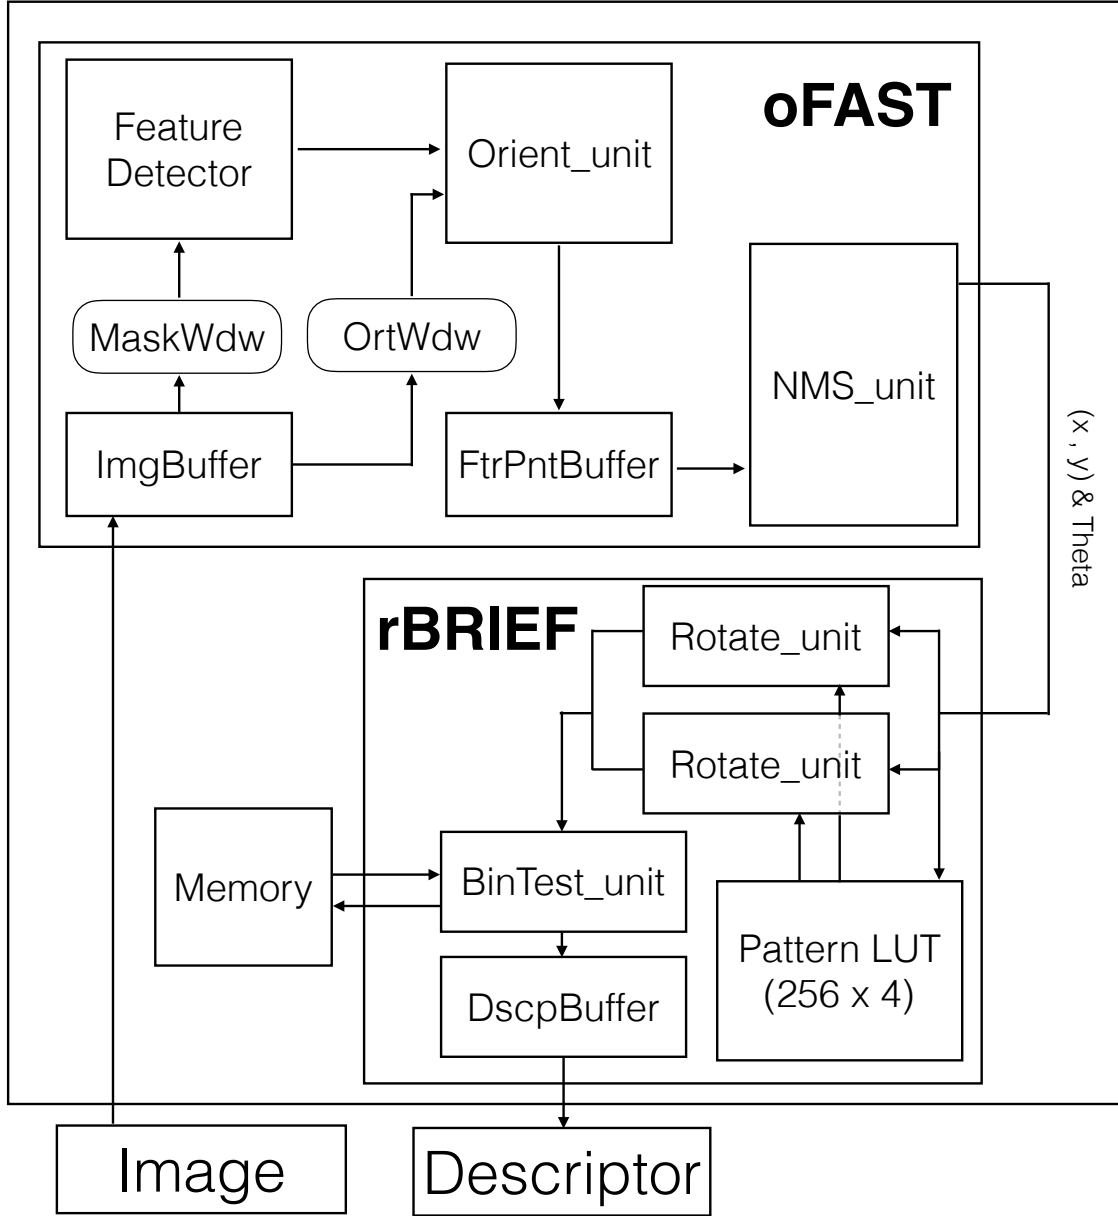 oFAST
Feature
Detector
Orient_unit
MaskWdw
OrtWdw
NMS_unit
ImgBuffer
FtrPntBuffer
(x , y) & Theta
rBRIEF
Rotate_unit
Rotate_unit
Memory
BinTest_unit
Pattern LUT
(256 x 4)
DscpBuffer
Image
Descriptor